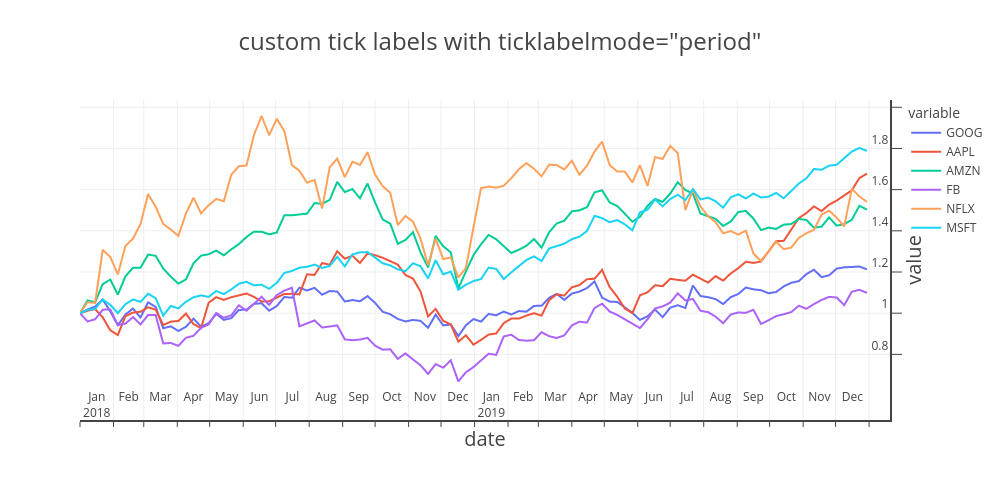 custom tick labels with ticklabelmode="period"
variable
GOOG
AAPL
AMZN
FB
NFLX
MSFT
1.8
1.6
1.4
1.2
1
0.8
value
Jan Feb Mar Apr May Jun Jul Aug Sep Oct Nov Dec Jan Feb Mar Apr May Jun Jul Aug Sep Oct Nov Dec
2018 2019
date